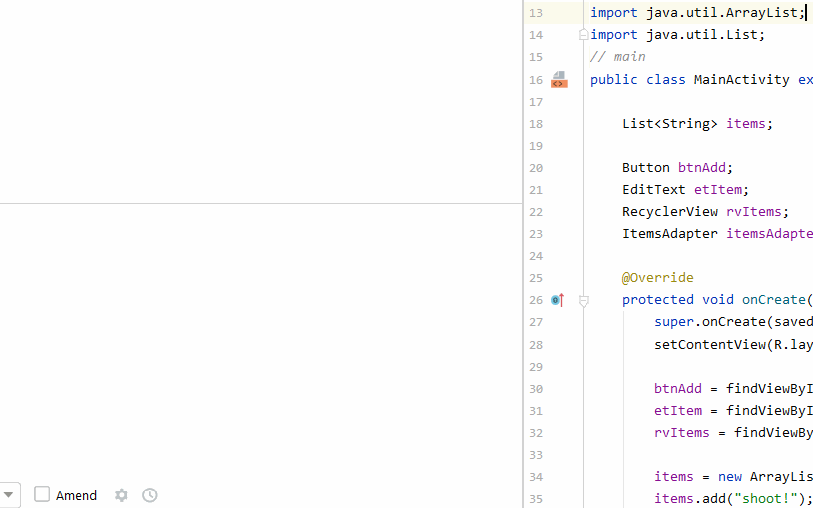 13 import java.util.ArrayList;
14 import java.util.List;
15 // main
16 public class MainActivity ex
17
18 List<String> items;
19
20 Button btnAdd;
21 EditText etItem;
22 RecyclerView rvItems;
23 ItemsAdapter itemsAdapte
24
25 @Override
26 protected void onCreate(
27 super.onCreate(saved
28 setContentView(R.lay
29
30 btnAdd = findViewByI
31 etItem = findViewByI
32 rvItems = findViewBy
33
34 items = new ArrayLis
35 items.add("shoot!");
Amend